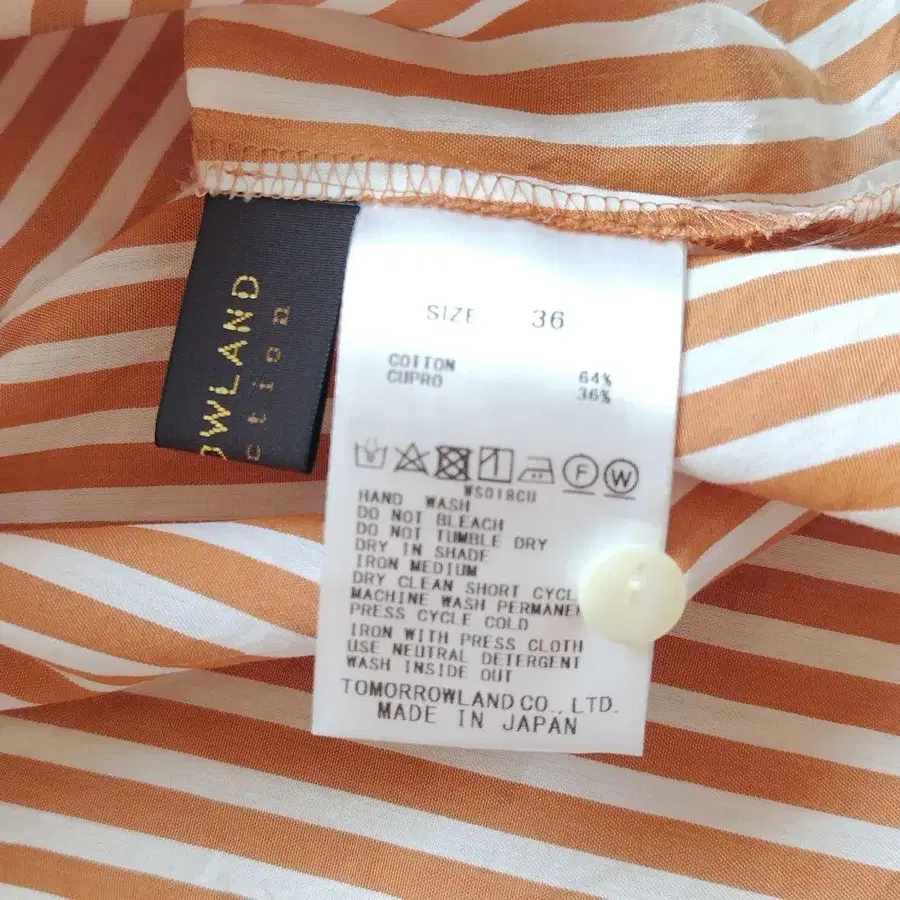 OWLAND
ction
SIZE 36
COTTON 64%
CUPRO 36%
F W
WS018CU
HAND WASH
DO NOT BLEACH
DO NOT TUMBLE DRY
DRY IN SHADE
IRON MEDIUM
DRY CLEAN SHORT CYCL
MACHINE WASH PERMANEN
PRESS CYCLE COLD
IRON WITH PRESS CLOTH
USE NEUTRAL DETERGENT
WASH INSIDE OUT
TOMORROWLAND CO., LTD.
MADE IN JAPAN